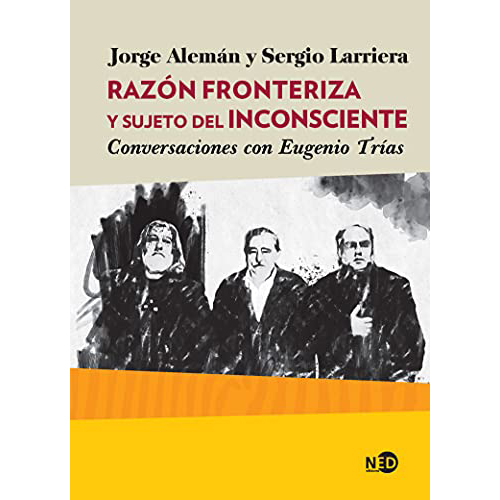 Jorge Alemán y Sergio Larriera
RAZÓN FRONTERIZA
Y SUJETO DEL INCONSCIENTE
Conversaciones con Eugenio Trías
NED